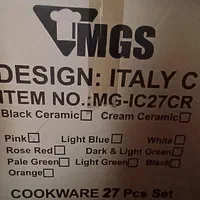 MGS
DESIGN: ITALY C
ITEM NO.:MG-IC27CR
Black Ceramic Cream Ceramic
Pink Light Blue White
Rose Red Dark & Light Green
Pale Green Light Green Black
Orange
COOKWARE 27 Pcs Set